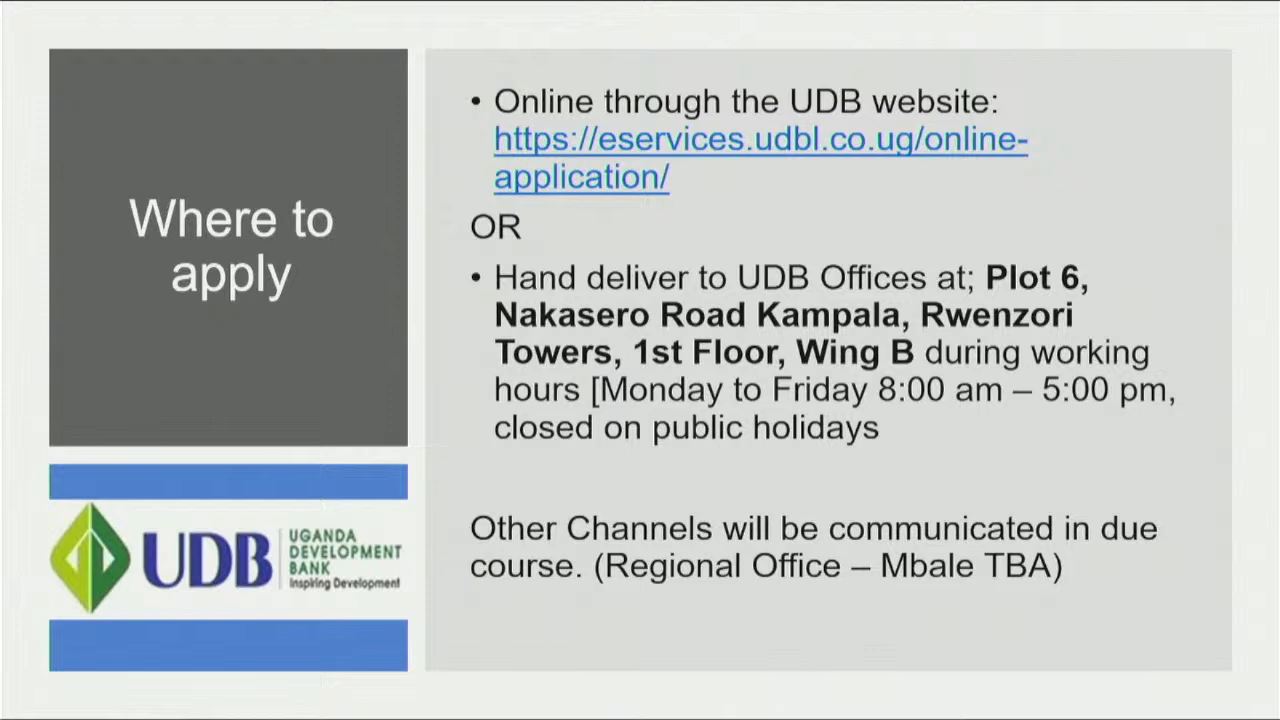 Where to
apply
• Online through the UDB website:
https://eservices.udbl.co.ug/online-
application/
OR
• Hand deliver to UDB Offices at; Plot 6,
Nakasero Road Kampala, Rwenzori
Towers, 1st Floor, Wing B during working
hours [Monday to Friday 8:00 am – 5:00 pm,
closed on public holidays
Other Channels will be communicated in due
course. (Regional Office – Mbale TBA)
UDB
UGANDA
DEVELOPMENT
BANK
Inspiring Development